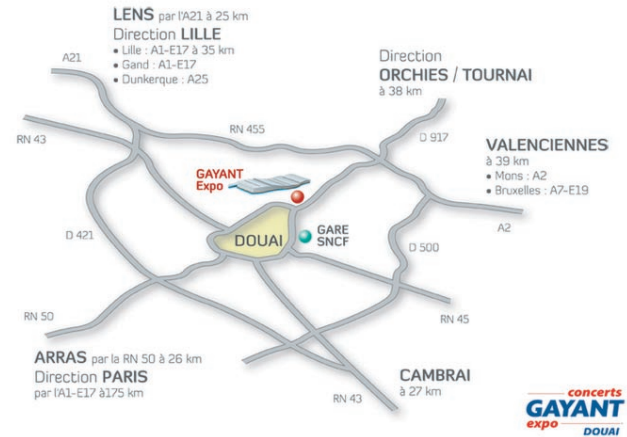 LENS par l'A21 à 25 km
Direction LILLE
• Lille : A1-E17 à 35 km
• Gand : A1-E17
• Dunkerque : A25
A21
Direction
ORCHIES / TOURNAI
à 38 km
RN 43
RN 455
D 917
VALENCIENNES
à 39 km
• Mons : A2
• Bruxelles : A7-E19
GAYANT
Expo
A2
D 421
DOUAI
GARE
SNCF
D 500
RN 50
RN 45
ARRAS par la RN 50 à 26 km
Direction PARIS
par l'A1-E17 à175 km
CAMBRAI
à 27 km
RN 43
concerts
GAYANT
expo
DOUAI